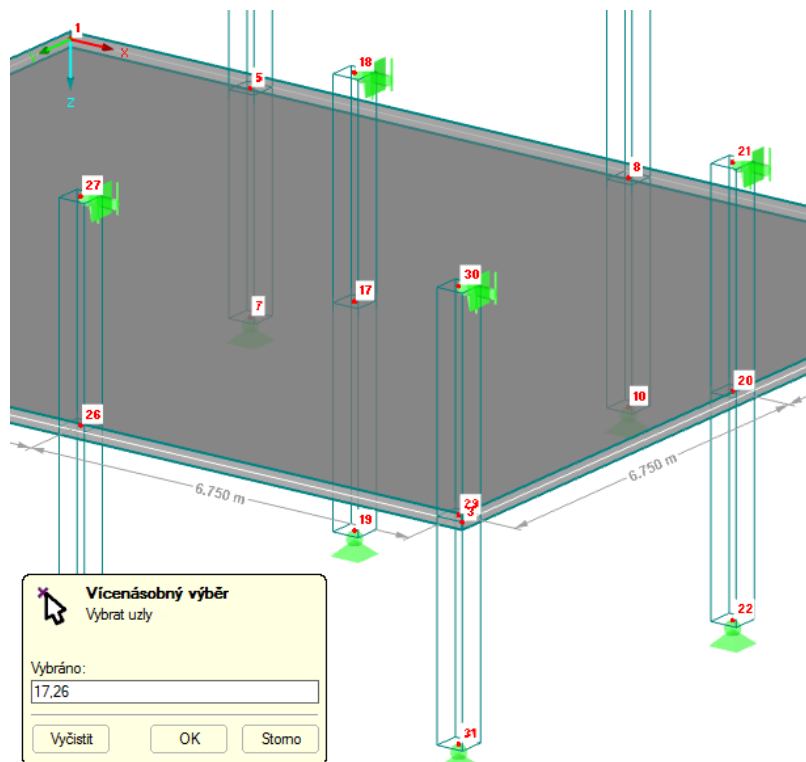 1
X
Y
Z
5
18
8
21
27
30
7
17
10
20
26
6.750 m
6.750 m
29
3
19
22
31
Vícenásobný výběr
Vybrat uzly
Vybráno:
17,26
Vyčistit
OK
Storno